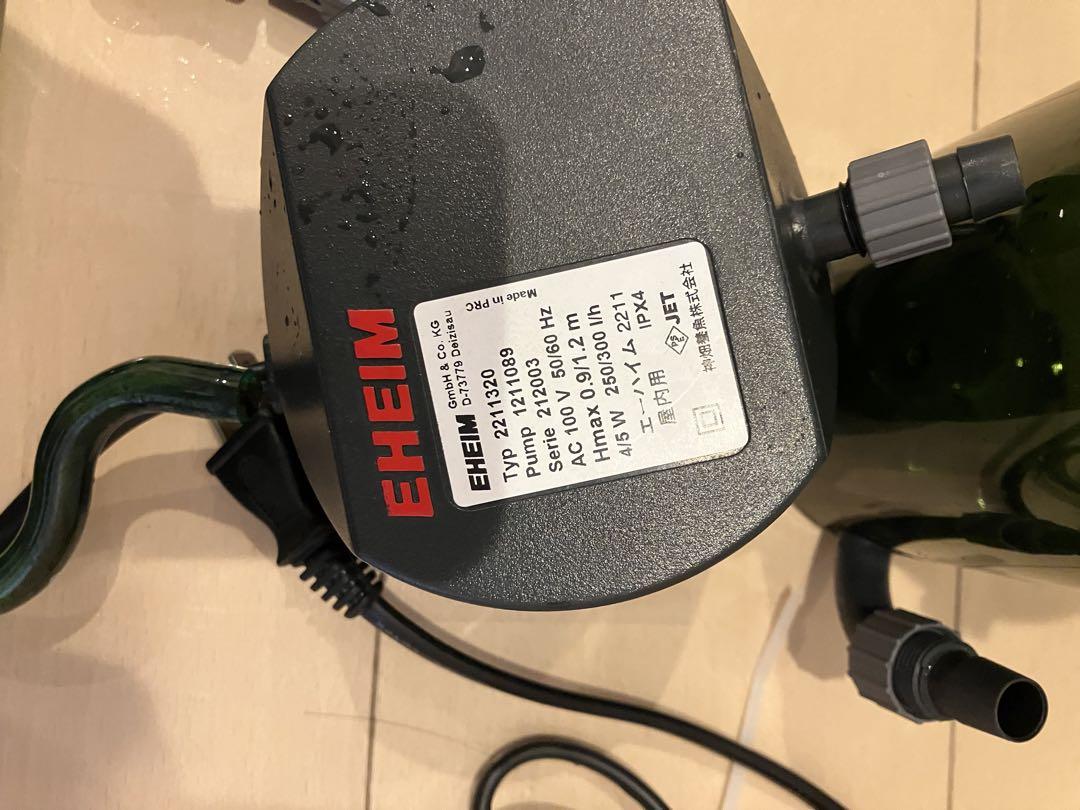 EHEIM
EHEIM GmbH & Co. KG
D-73779 Deizisau
Made in PRC
Typ 2211320
Pump 1211089
Serie 212003
AC 100 V 50/60 Hz
Hmax 0.9/1.2 m
4/5 W 250/300 l/h
エーハイム 2211
屋内用 IPX4
PSE JET
神畑養魚株式会社